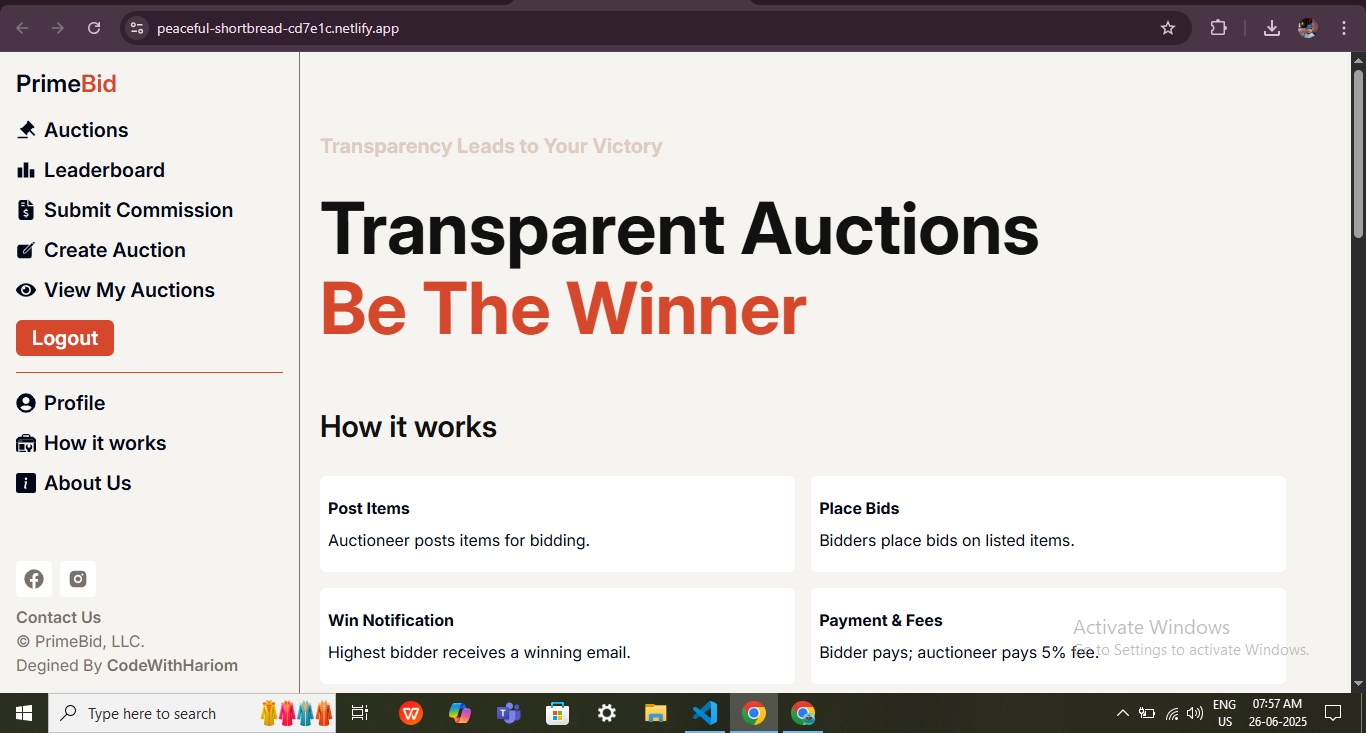 peaceful-shortbread-cd7e1c.netlify.app
PrimeBid
Auctions
Leaderboard
Submit Commission
Create Auction
View My Auctions
Logout
Profile
How it works
About Us
Contact Us
© PrimeBid, LLC.
Degined By CodeWithHariom
Transparency Leads to Your Victory
Transparent Auctions
Be The Winner
How it works
Post Items
Auctioneer posts items for bidding.
Place Bids
Bidders place bids on listed items.
Win Notification
Highest bidder receives a winning email.
Payment & Fees
Bidder pays; auctioneer pays 5% fee.
Activate Windows
Go to Settings to activate Windows.
Type here to search
ENG
US
07:57 AM
26-06-2025